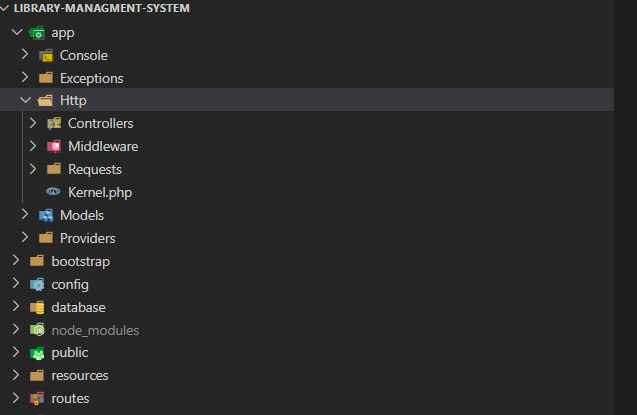 LIBRARY-MANAGMENT-SYSTEM
app
Console
Exceptions
Http
Controllers
Middleware
Requests
Kernel.php
Models
Providers
bootstrap
config
database
node_modules
public
resources
routes